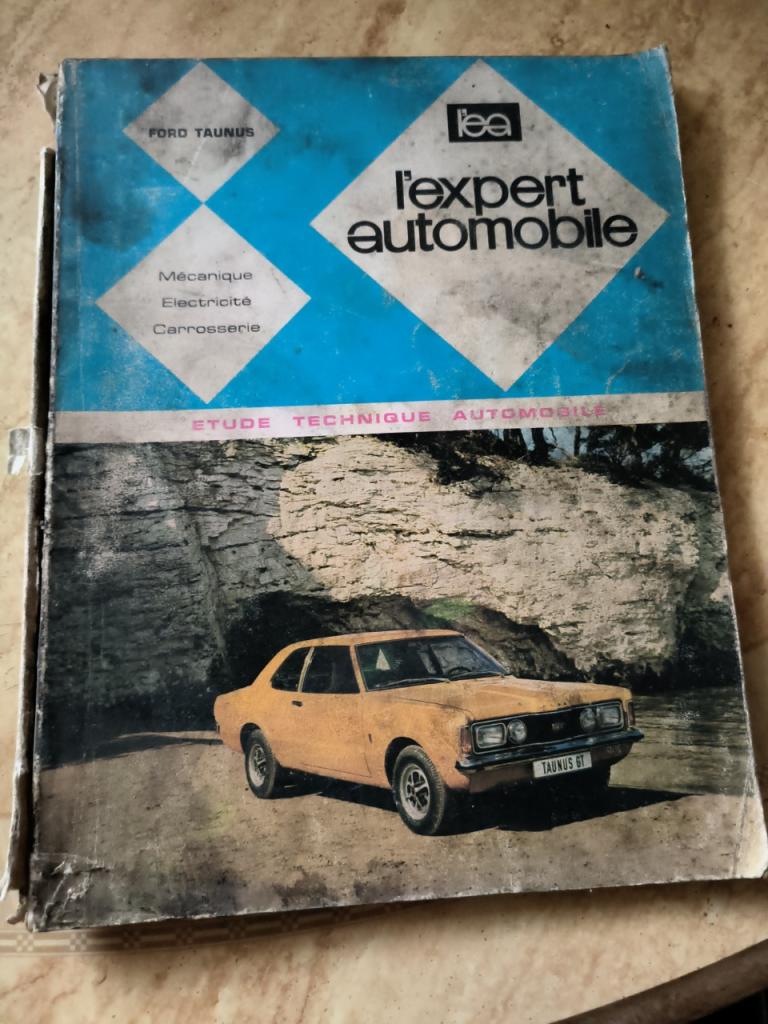 FORD TAUNUS
Mécanique
Electricité
Carrosserie
l'ea
l'expert
automobile
ETUDE TECHNIQUE AUTOMOBILE
TAUNUS GT